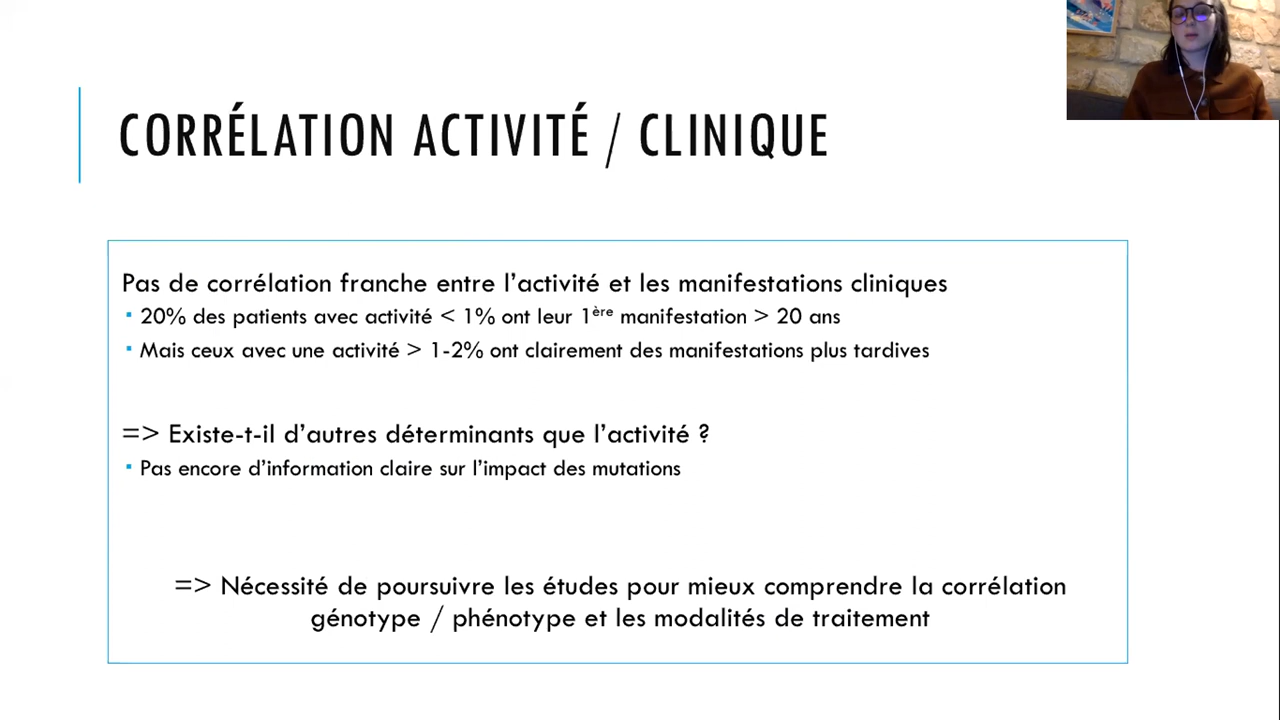 CORRÉLATION ACTIVITÉ / CLINIQUE
Pas de corrélation franche entre l'activité et les manifestations cliniques
▪ 20% des patients avec activité < 1% ont leur 1ère manifestation > 20 ans
▪ Mais ceux avec une activité > 1-2% ont clairement des manifestations plus tardives
=> Existe-t-il d'autres déterminants que l'activité ?
▪ Pas encore d'information claire sur l'impact des mutations
=> Nécessité de poursuivre les études pour mieux comprendre la corrélation
génotype / phénotype et les modalités de traitement